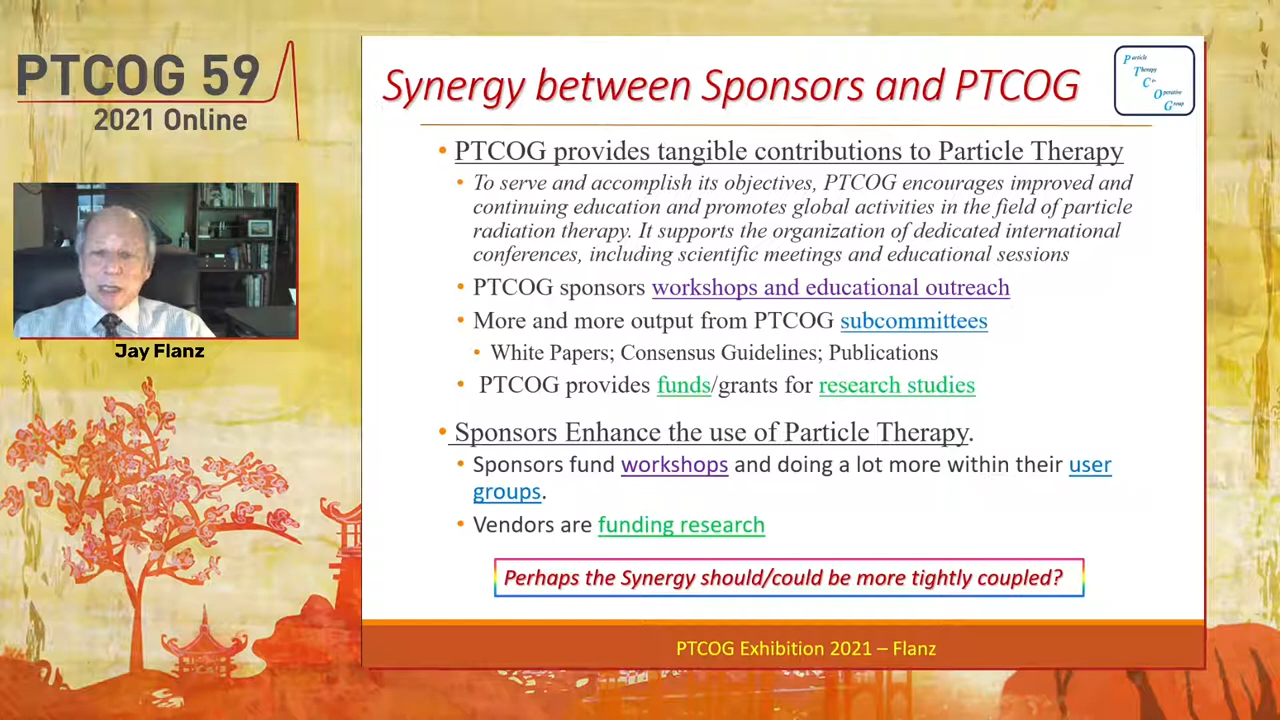 PTCOG 59
2021 Online
Jay Flanz
Synergy between Sponsors and PTCOG
Particle
Therapy
Co
Operative
Group
• PTCOG provides tangible contributions to Particle Therapy
• To serve and accomplish its objectives, PTCOG encourages improved and
continuing education and promotes global activities in the field of particle
radiation therapy. It supports the organization of dedicated international
conferences, including scientific meetings and educational sessions
• PTCOG sponsors workshops and educational outreach
• More and more output from PTCOG subcommittees
• White Papers; Consensus Guidelines; Publications
• PTCOG provides funds/grants for research studies
• Sponsors Enhance the use of Particle Therapy.
• Sponsors fund workshops and doing a lot more within their user
groups.
• Vendors are funding research
Perhaps the Synergy should/could be more tightly coupled?
PTCOG Exhibition 2021 – Flanz